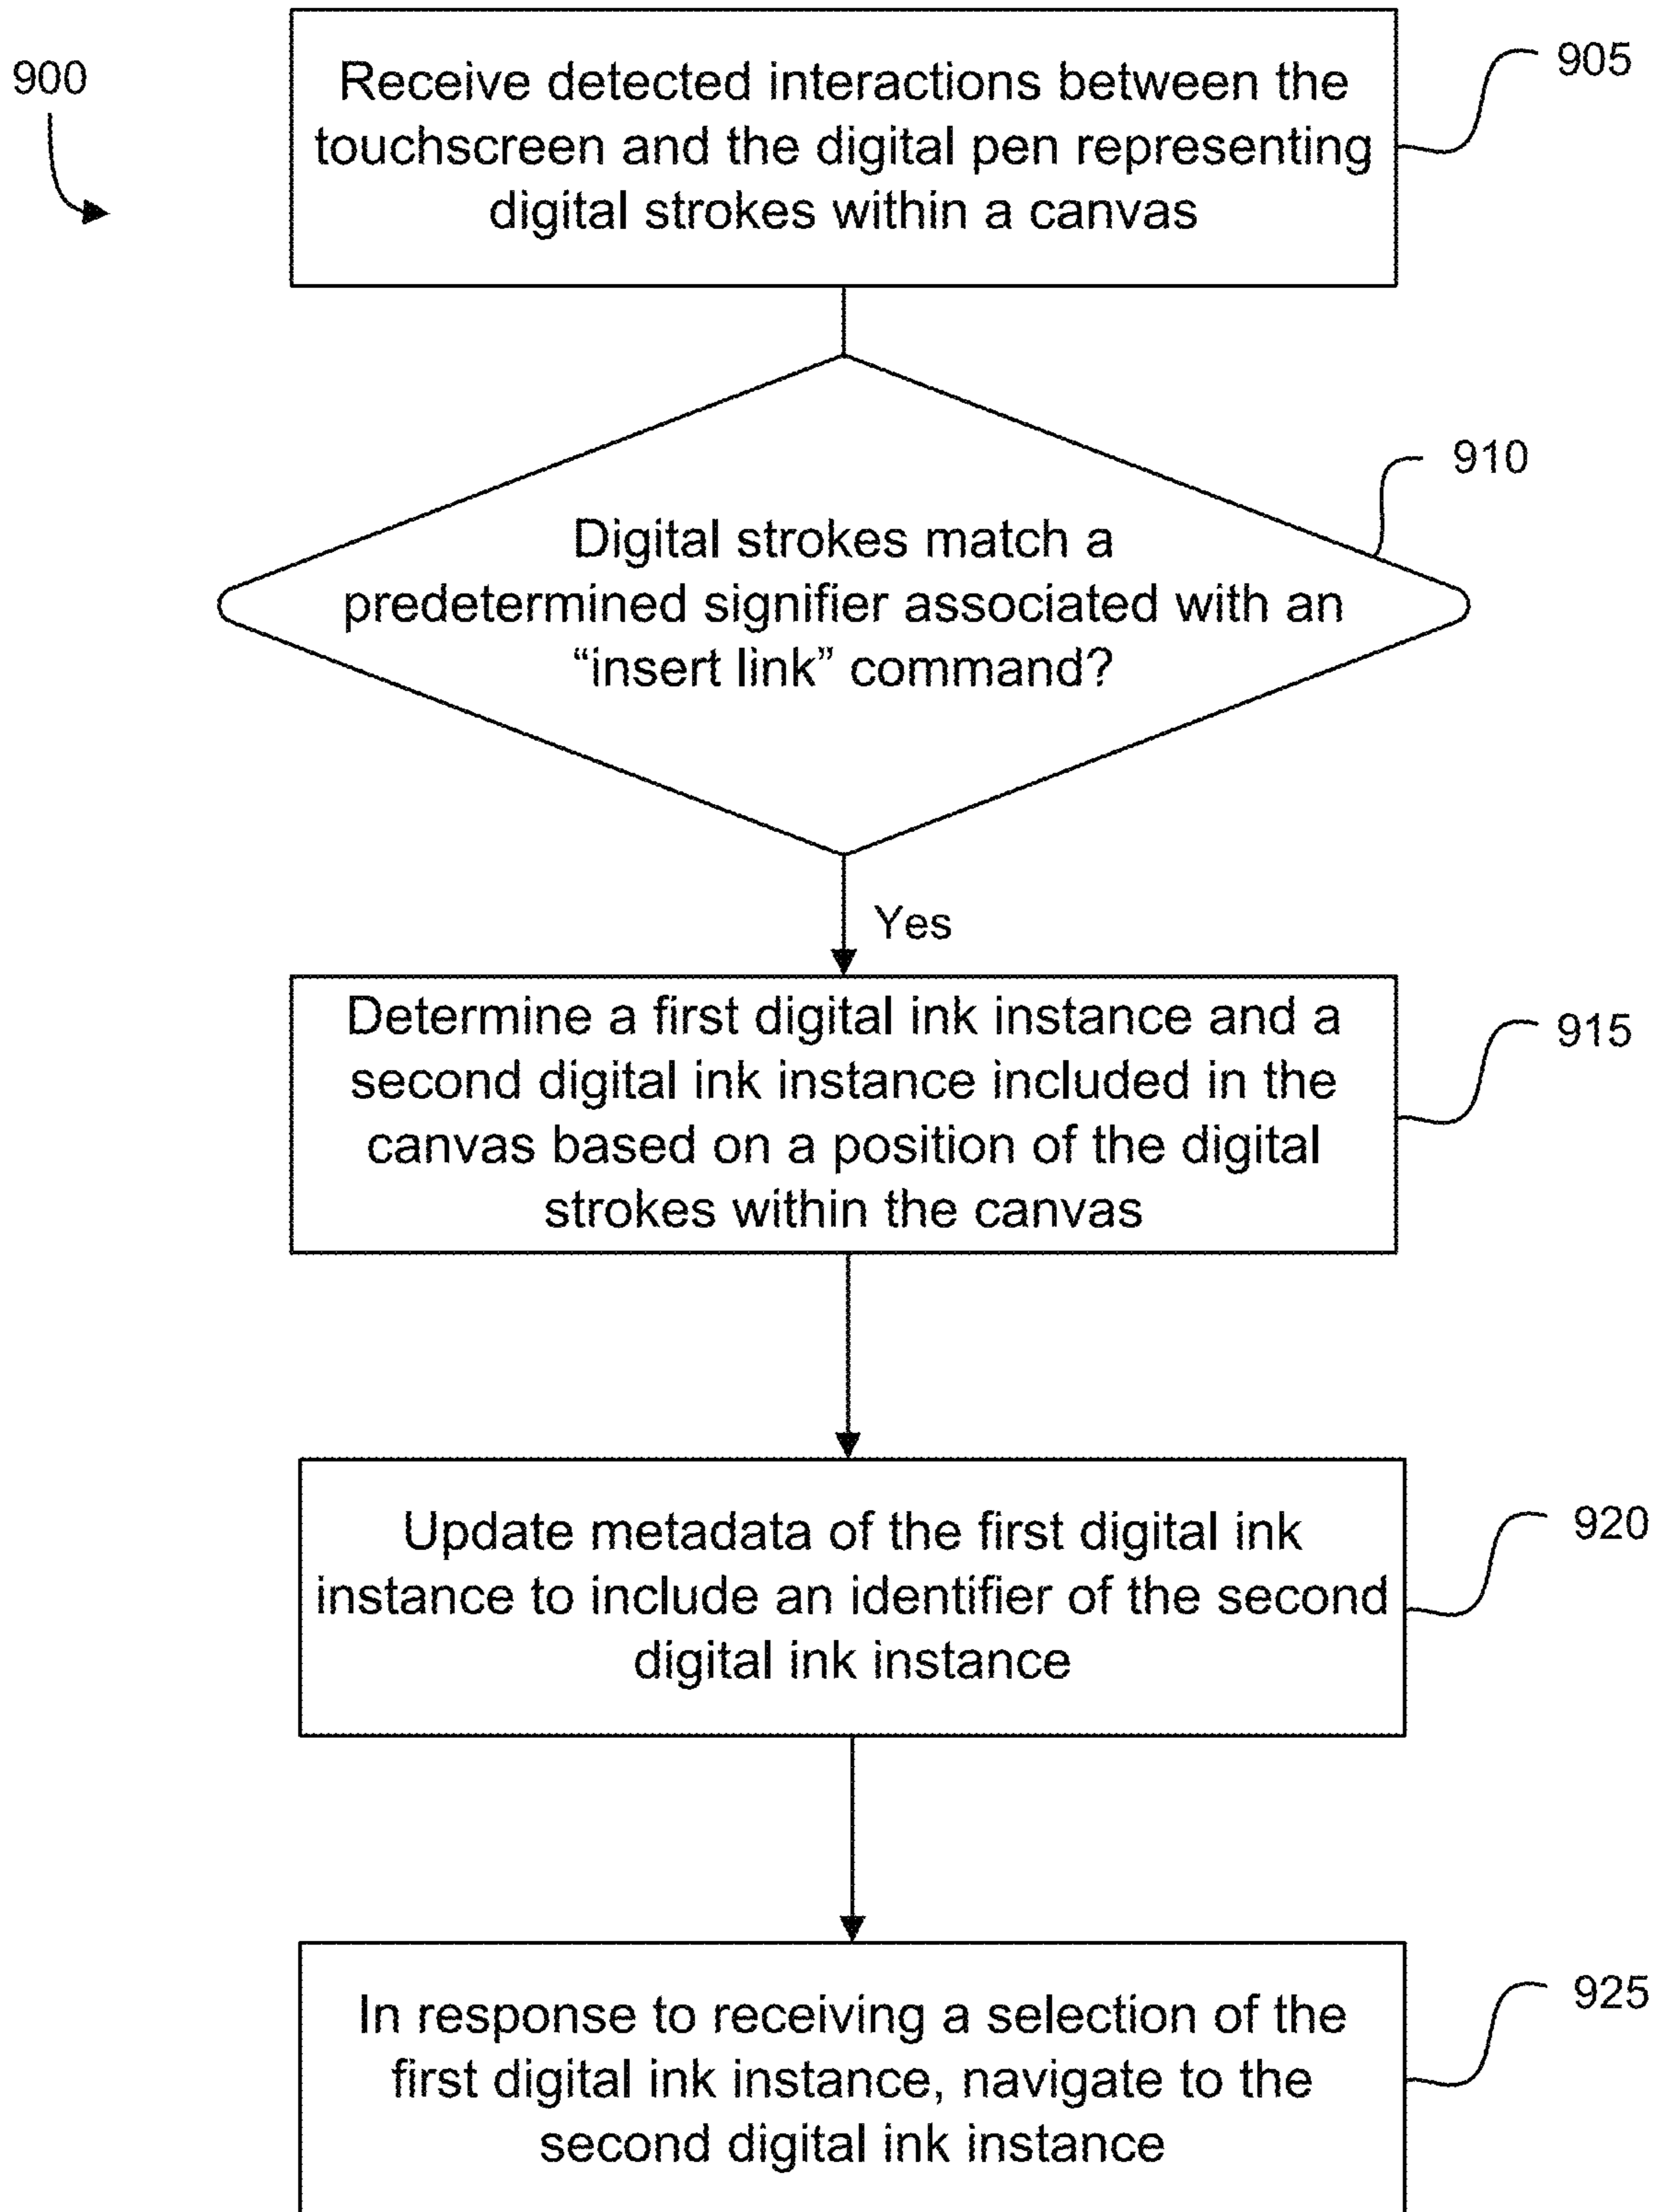 900
Receive detected interactions between the
touchscreen and the digital pen representing
digital strokes within a canvas
905
Digital strokes match a
predetermined signifier associated with an
“insert link” command?
910
Yes
Determine a first digital ink instance and a
second digital ink instance included in the
canvas based on a position of the digital
strokes within the canvas
915
Update metadata of the first digital ink
instance to include an identifier of the second
digital ink instance
920
In response to receiving a selection of the
first digital ink instance, navigate to the
second digital ink instance
925